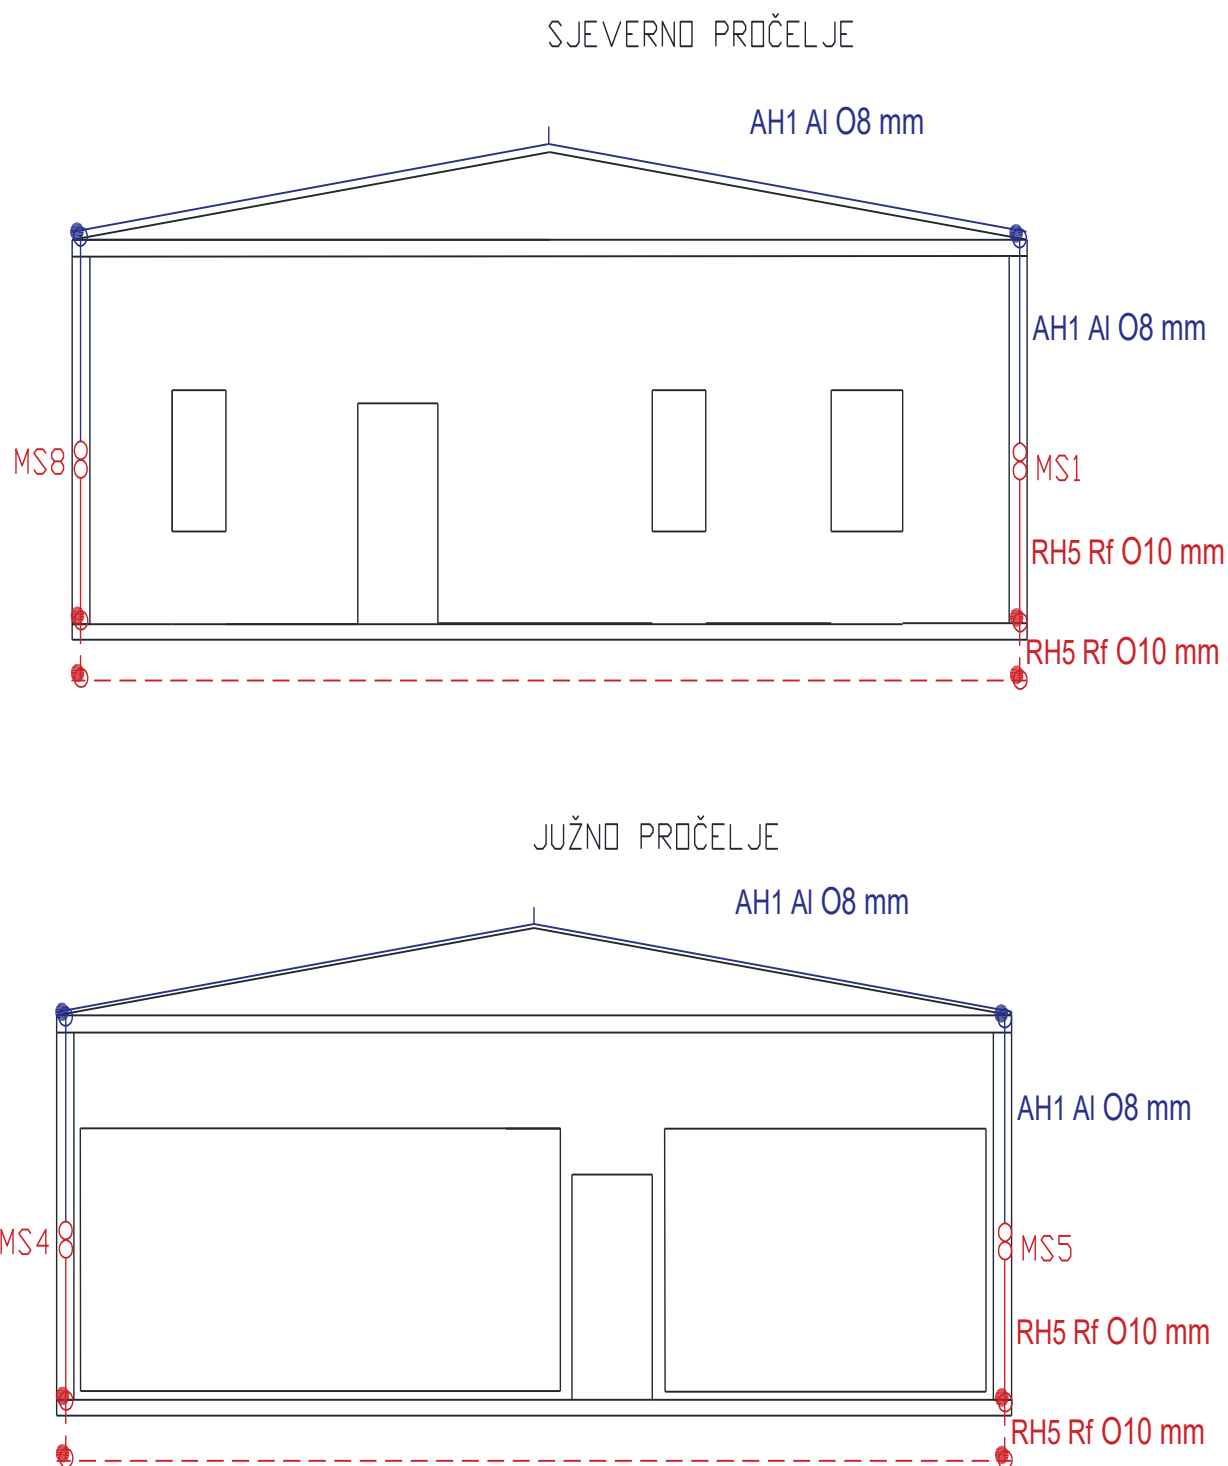 SJEVERNO PROČELJE
AH1 Al O8 mm
AH1 Al O8 mm
MS8
MS1
RH5 Rf O10 mm
RH5 Rf O10 mm
JUŽNO PROČELJE
AH1 Al O8 mm
AH1 Al O8 mm
MS4
MS5
RH5 Rf O10 mm
RH5 Rf O10 mm